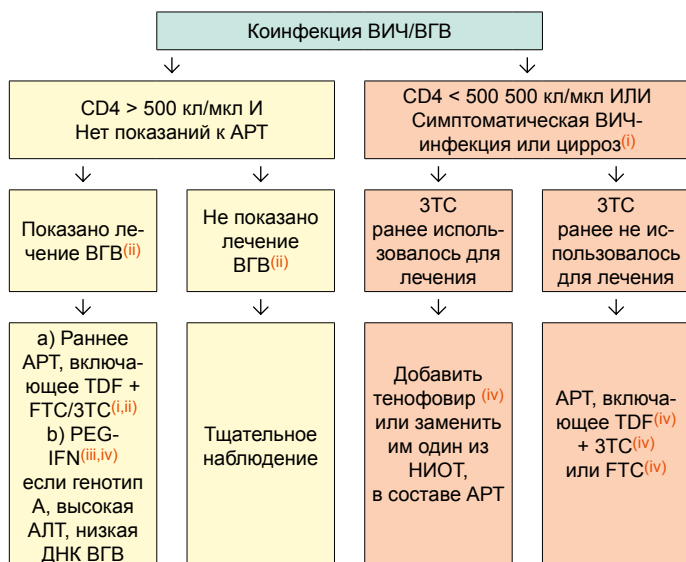 Коинфекция ВИЧ/ВГВ
CD4 > 500 кл/мкл И
Нет показаний к АРТ
CD4 < 500 500 кл/мкл ИЛИ
Симптоматическая ВИЧ-
инфекция или цирроз(i)
Показано ле-
чение ВГВ(ii)
Не показано
лечение
ВГВ(ii)
3TC
ранее исполь-
зовалось для
лечения
3TC
ранее не ис-
пользовалось
для лечения
a) Раннее
АРТ, включа-
ющее TDF +
FTC/3TC(i,ii)
b) PEG-
IFN(iii,iv)
если генотип
А, высокая
АЛТ, низкая
ДНК ВГВ
Тщательное
наблюдение
Добавить
тенофовир (iv)
или заменить
им один из
НИОТ,
в составе АРТ
АРТ, включа-
ющее TDF(iv)
+ 3TC(iv)
или FTC(iv)